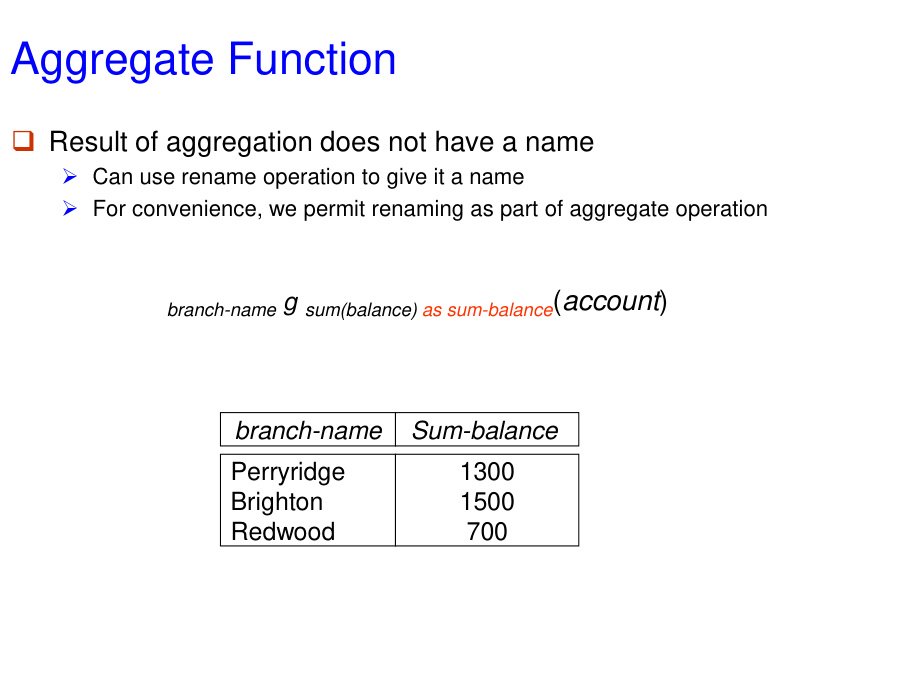 Aggregate Function
❑ Result of aggregation does not have a name
➢ Can use rename operation to give it a name
➢ For convenience, we permit renaming as part of aggregate operation
branch-name g sum(balance) as sum-balance(account)
branch-name Sum-balance
Perryridge 1300
Brighton 1500
Redwood 700